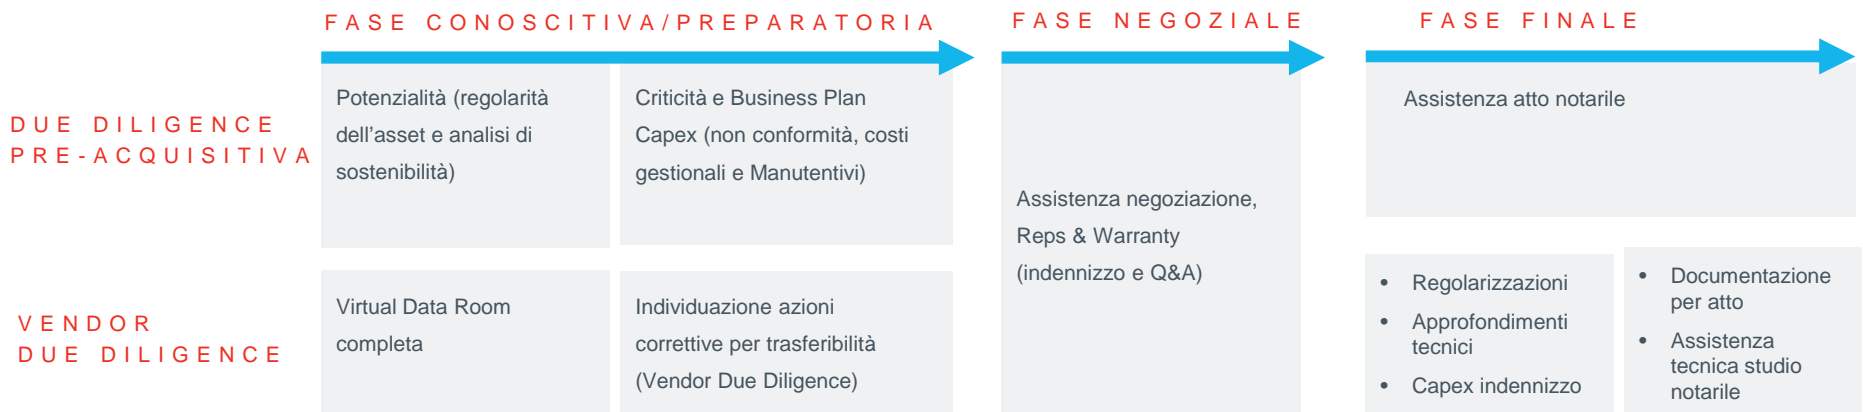 FASE CONOSCITIVA/PREPARATORIA
FASE NEGOZIALE
FASE FINALE
DUE DILIGENCE
PRE-ACQUISITIVA
Potenzialità (regolarità
dell’asset e analisi di
sostenibilità)
Criticità e Business Plan
Capex (non conformità, costi
gestionali e Manutentivi)
Assistenza negoziazione,
Reps & Warranty
(indennizzo e Q&A)
Assistenza atto notarile
VENDOR
DUE DILIGENCE
Virtual Data Room
completa
Individuazione azioni
correttive per trasferibilità
(Vendor Due Diligence)
• Regolarizzazioni
• Approfondimenti
tecnici
• Capex indennizzo
• Documentazione
per atto
• Assistenza
tecnica studio
notarile